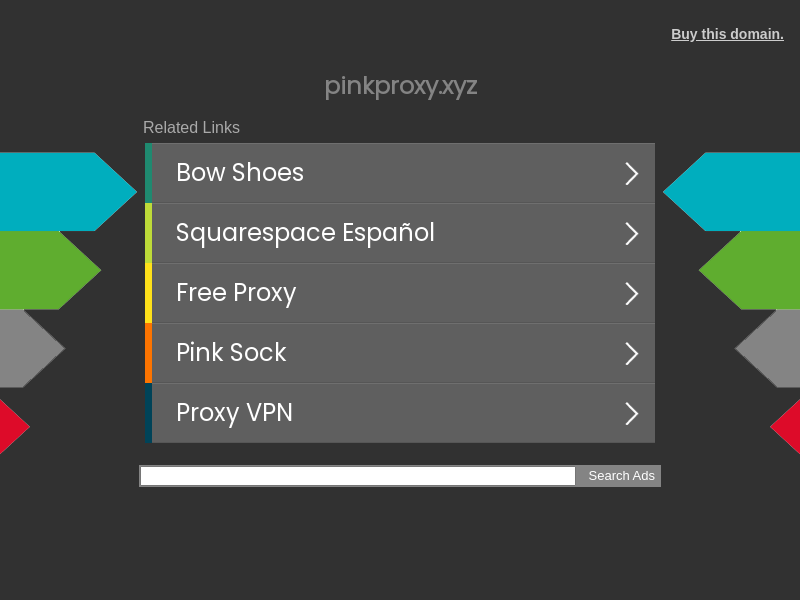 Buy this domain.
pinkproxy.xyz
Related Links
Bow Shoes
Squarespace Español
Free Proxy
Pink Sock
Proxy VPN
Search Ads